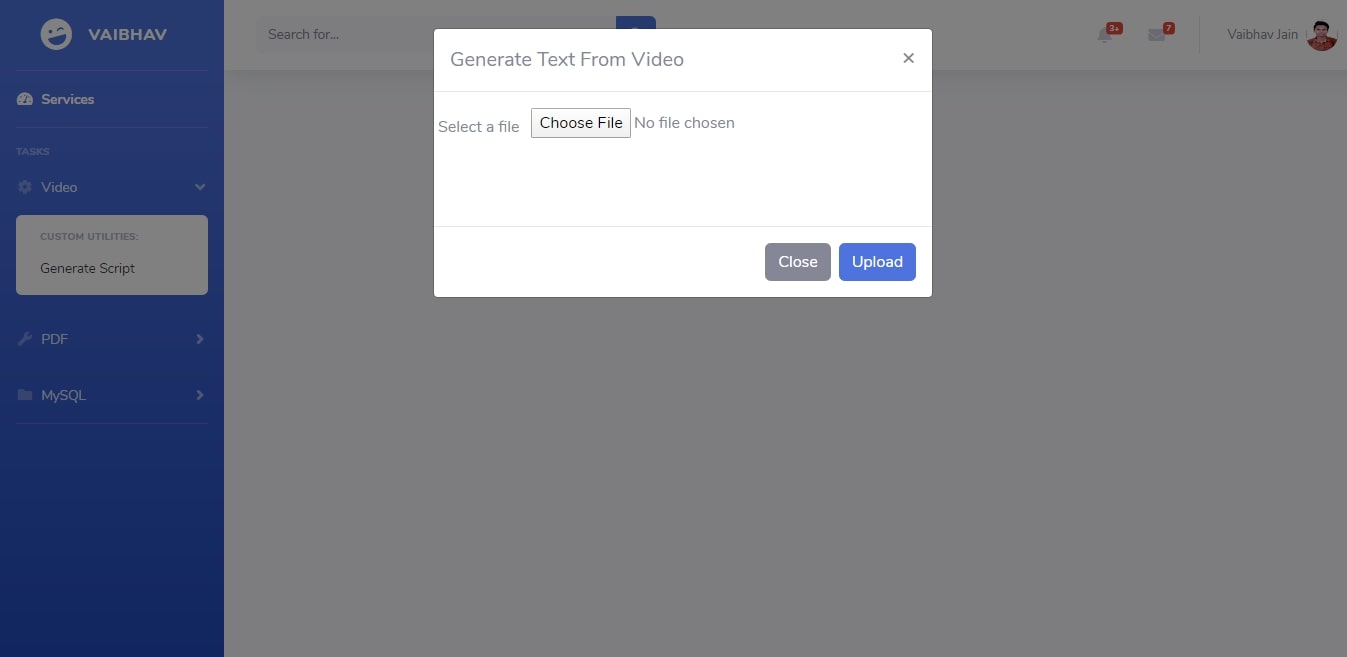 VAIBHAV
Search for...
3+
7
Vaibhav Jain
Services
TASKS
Video
CUSTOM UTILITIES:
Generate Script
PDF
MySQL
Generate Text From Video
×
Select a file Choose File No file chosen
Close Upload